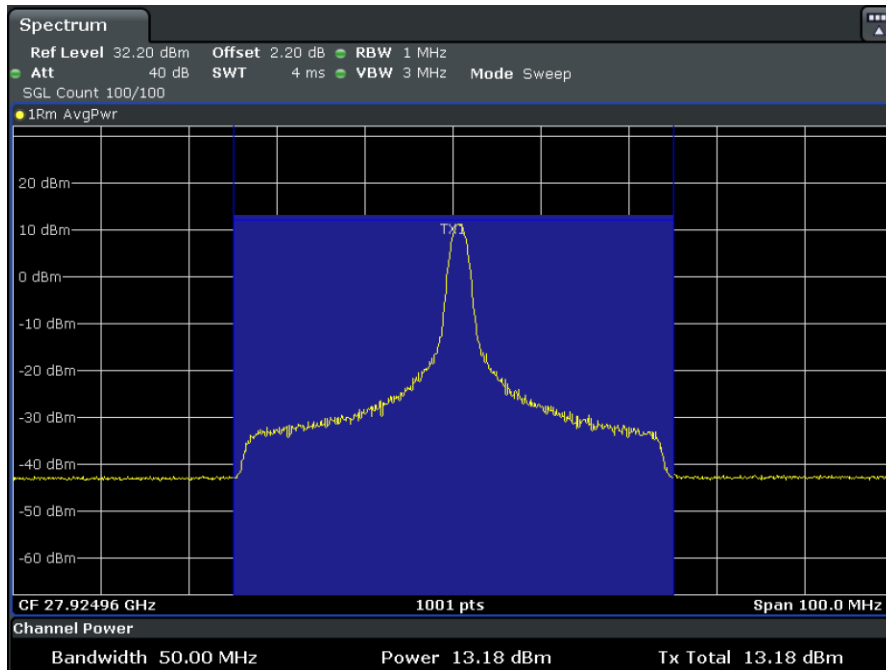 Spectrum
Ref Level 32.20 dBm Offset 2.20 dB RBW 1 MHz
Att 40 dB SWT 4 ms VBW 3 MHz Mode Sweep
SGL Count 100/100
1Rm AvgPwr
20 dBm
10 dBm
TX1
0 dBm
-10 dBm
-20 dBm
-30 dBm
-40 dBm
-50 dBm
-60 dBm
CF 27.92496 GHz 1001 pts Span 100.0 MHz
Channel Power
Bandwidth 50.00 MHz Power 13.18 dBm Tx Total 13.18 dBm